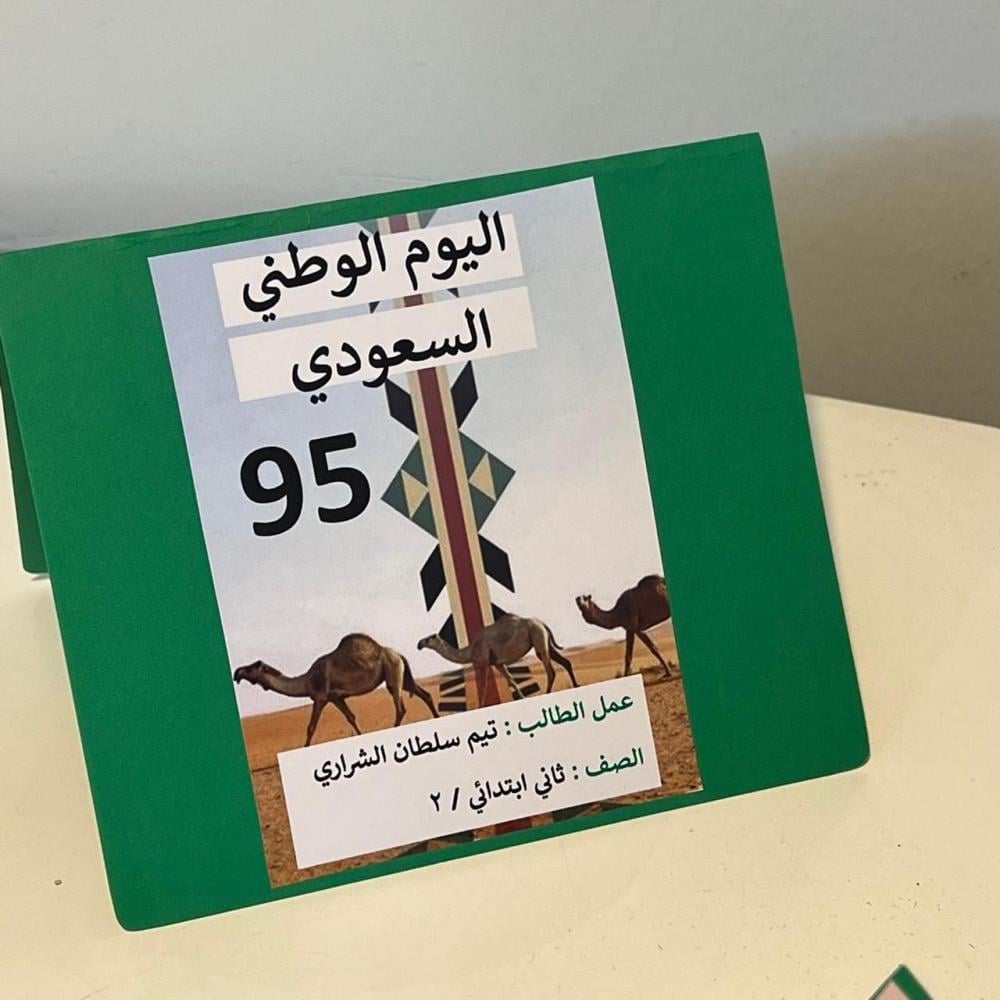 اليوم الوطني
السعودي
95
عمل الطالب : تيم سلطان الشراري
الصف : ثاني ابتدائي / ٢